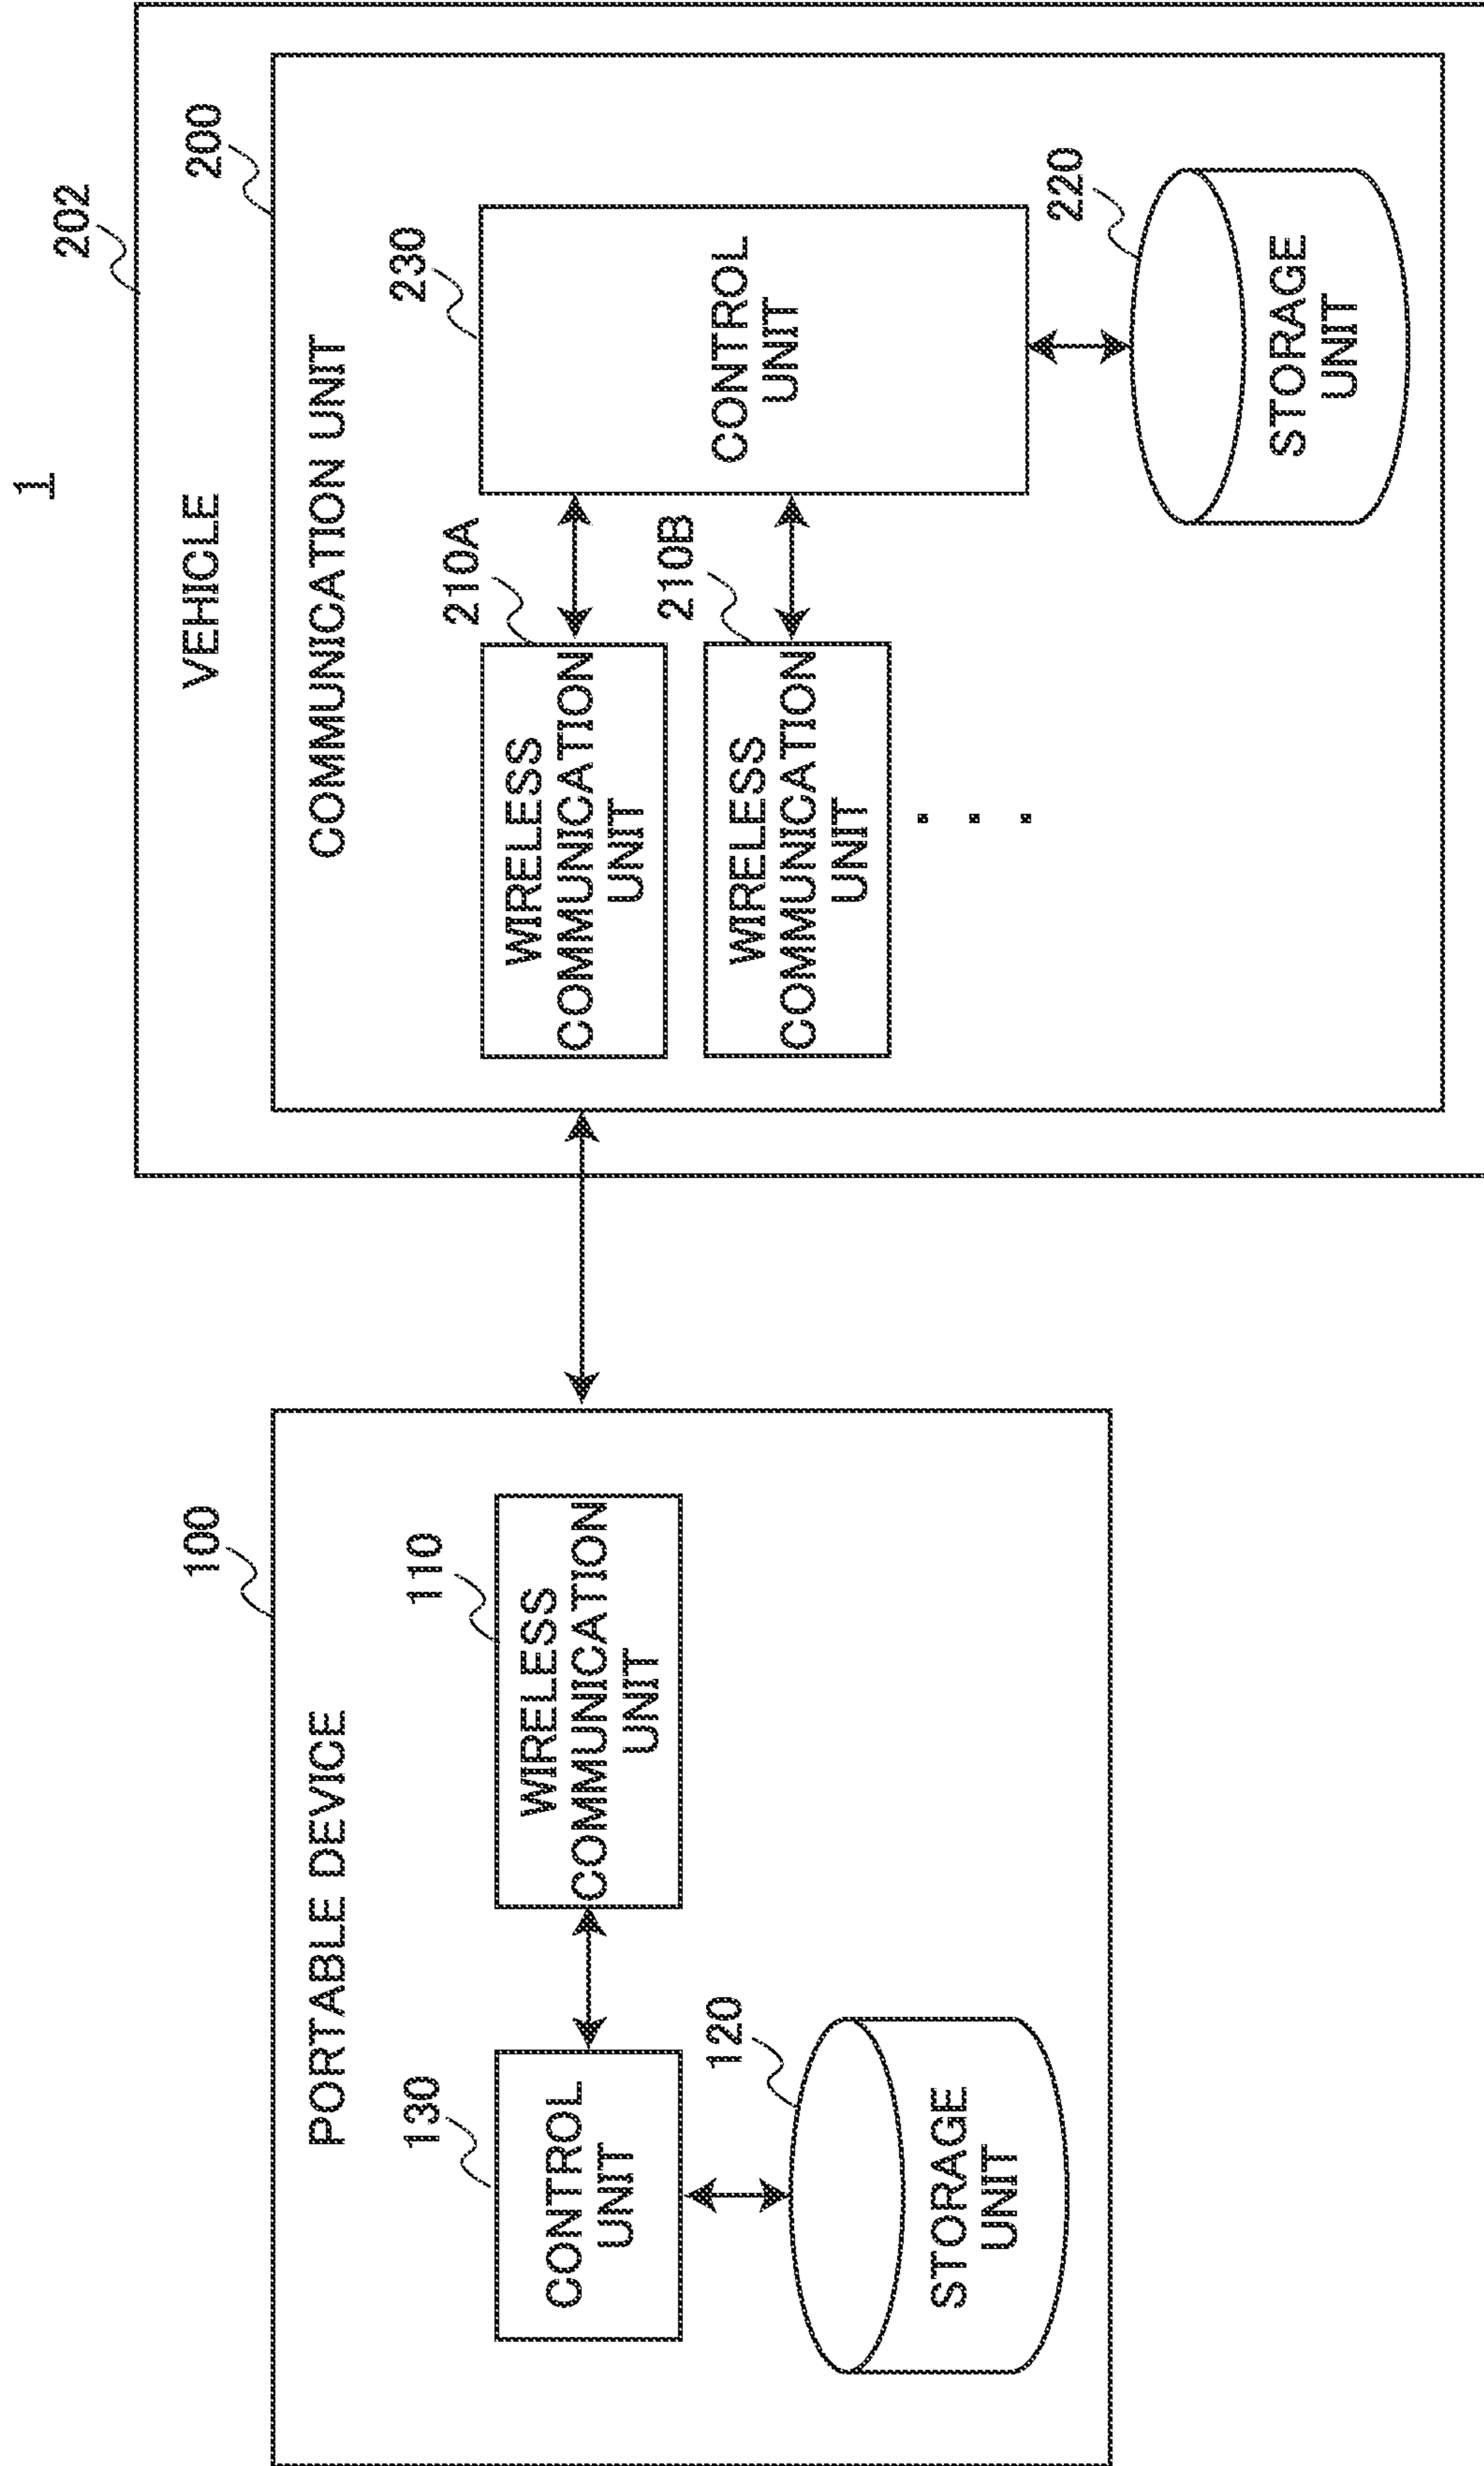 1
202
VEHICLE
200
COMMUNICATION UNIT
210A
WIRELESS
COMMUNICATION
UNIT
210B
WIRELESS
COMMUNICATION
UNIT
. . .
230
CONTROL
UNIT
220
STORAGE
UNIT
100
PORTABLE DEVICE
130
CONTROL
UNIT
110
WIRELESS
COMMUNICATION
UNIT
120
STORAGE
UNIT